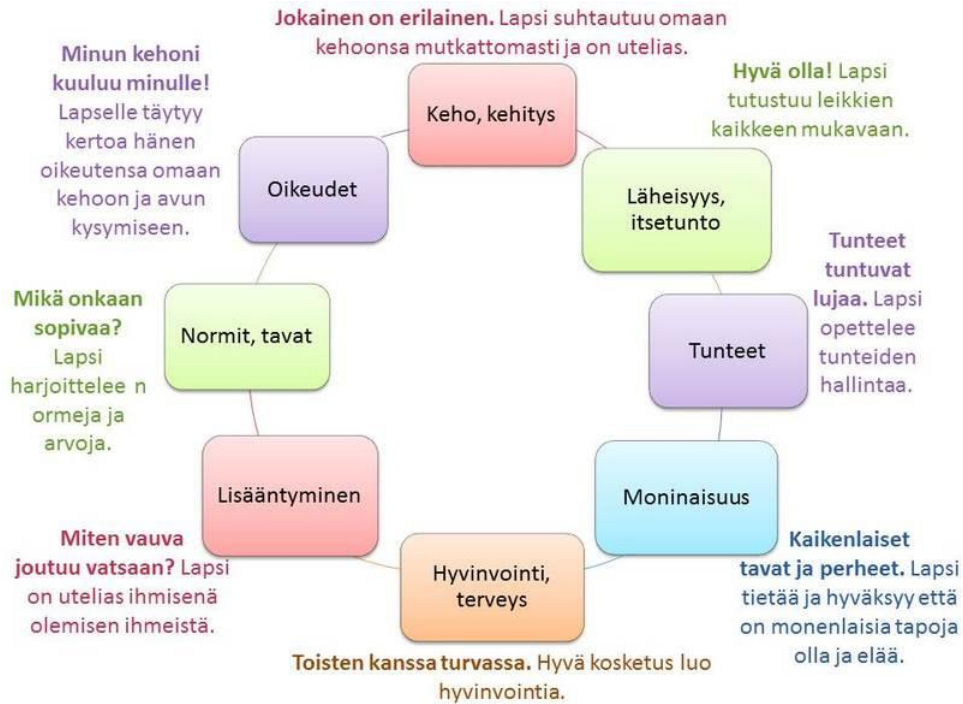 Jokainen on erilainen. Lapsi suhtautuu omaan
kehoonsa mutkattomasti ja on utelias.
Keho, kehitys
Hyvä olla! Lapsi
tutustuu leikkien
kaikkeen mukavaan.
Läheisyys,
itsetunto
Tunteet
tuntuvat
lujaa. Lapsi
opettelee
tunteiden
hallintaa.
Tunteet
Moninaisuus
Kaikenlaiset
tavat ja perheet. Lapsi
tietää ja hyväksyy että
on monenlaisia tapoja
olla ja elää.
Hyvinvointi,
terveys
Toisten kanssa turvassa. Hyvä kosketus luo
hyvinvointia.
Lisääntyminen
Miten vauva
joutuu vatsaan? Lapsi
on utelias ihmisenä
olemisen ihmeistä.
Normit, tavat
Mikä onkaan
sopivaa?
Lapsi
harjoittelee n
ormeja ja
arvoja.
Oikeudet
Minun kehoni
kuuluu minulle!
Lapselle täytyy
kertoa hänen
oikeutensa omaan
kehoon ja avun
kysymiseen.